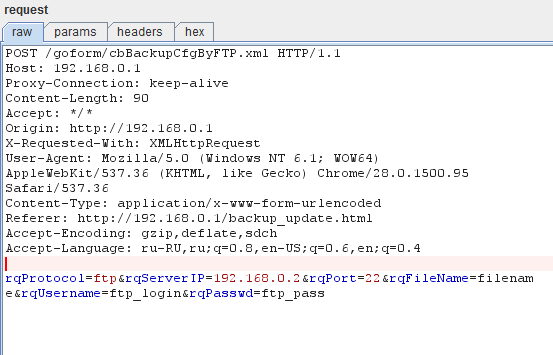 request
raw params headers hex
POST /goform/cbBackupCfgByFTP.xml HTTP/1.1
Host: 192.168.0.1
Proxy-Connection: keep-alive
Content-Length: 90
Accept: */*
Origin: http://192.168.0.1
X-Requested-With: XMLHttpRequest
User-Agent: Mozilla/5.0 (Windows NT 6.1; WOW64)
AppleWebKit/537.36 (KHTML, like Gecko) Chrome/28.0.1500.95
Safari/537.36
Content-Type: application/x-www-form-urlencoded
Referer: http://192.168.0.1/backup_update.html
Accept-Encoding: gzip,deflate,sdch
Accept-Language: ru-RU,ru;q=0.8,en-US;q=0.6,en;q=0.4
rqProtocol=ftp&rqServerIP=192.168.0.2&rqPort=22&rqFileName=filenam
e&rqUsername=ftp_login&rqPasswd=ftp_pass